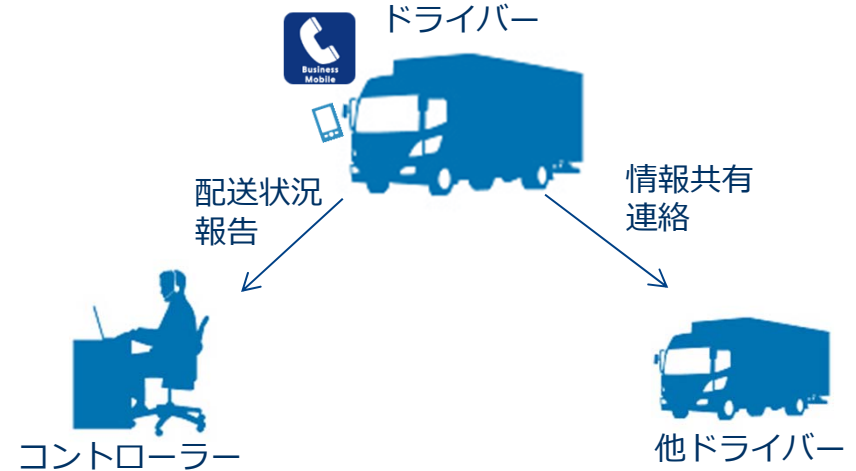 ドライバー
Business
Mobile
配送状況
報告
情報共有
連絡
コントローラー
他ドライバー